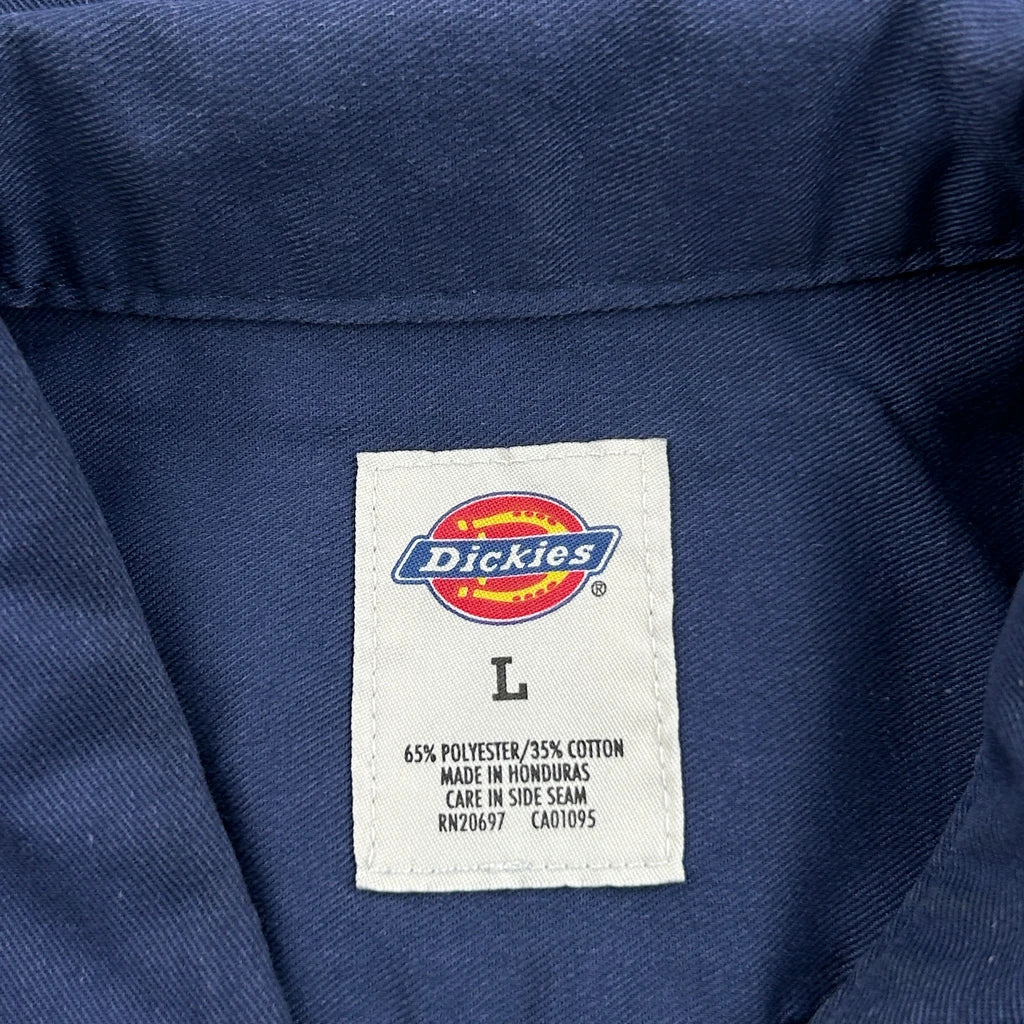 Dickies
®
L
65% POLYESTER/35% COTTON
MADE IN HONDURAS
CARE IN SIDE SEAM
RN20697 CA01095